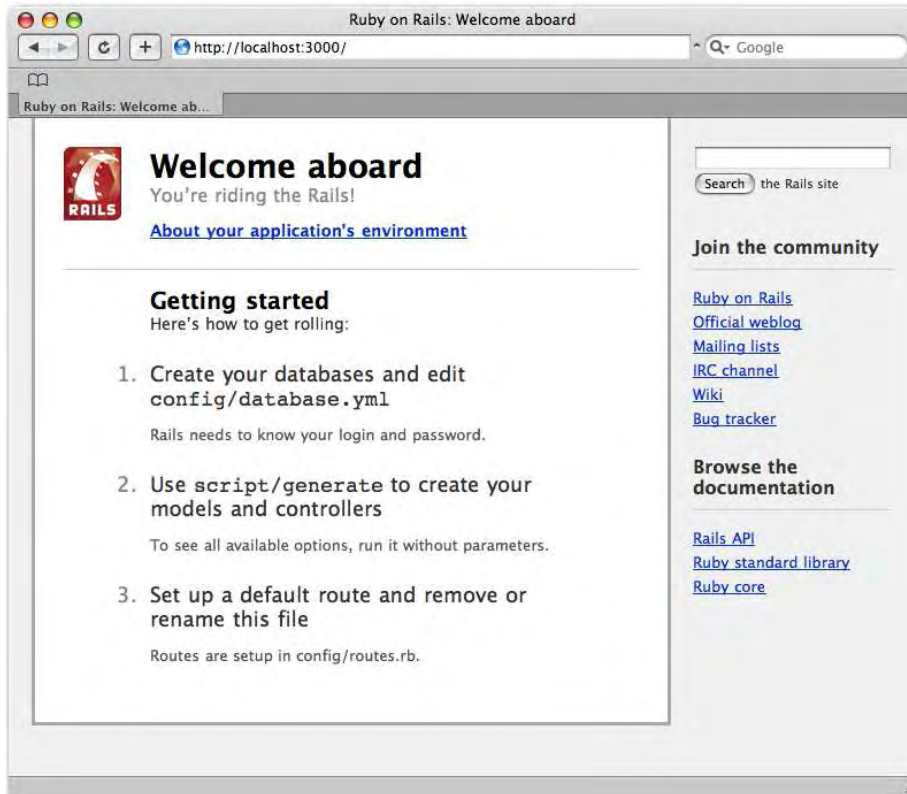 Ruby on Rails: Welcome aboard
http://localhost:3000/
Google
Ruby on Rails: Welcome ab...
RAILS
Welcome aboard
You're riding the Rails!
About your application's environment
Getting started
Here's how to get rolling:
1. Create your databases and edit
config/database.yml
Rails needs to know your login and password.
2. Use script/generate to create your
models and controllers
To see all available options, run it without parameters.
3. Set up a default route and remove or
rename this file
Routes are setup in config/routes.rb.
Search the Rails site
Join the community
Ruby on Rails
Official weblog
Mailing lists
IRC channel
Wiki
Bug tracker
Browse the
documentation
Rails API
Ruby standard library
Ruby core